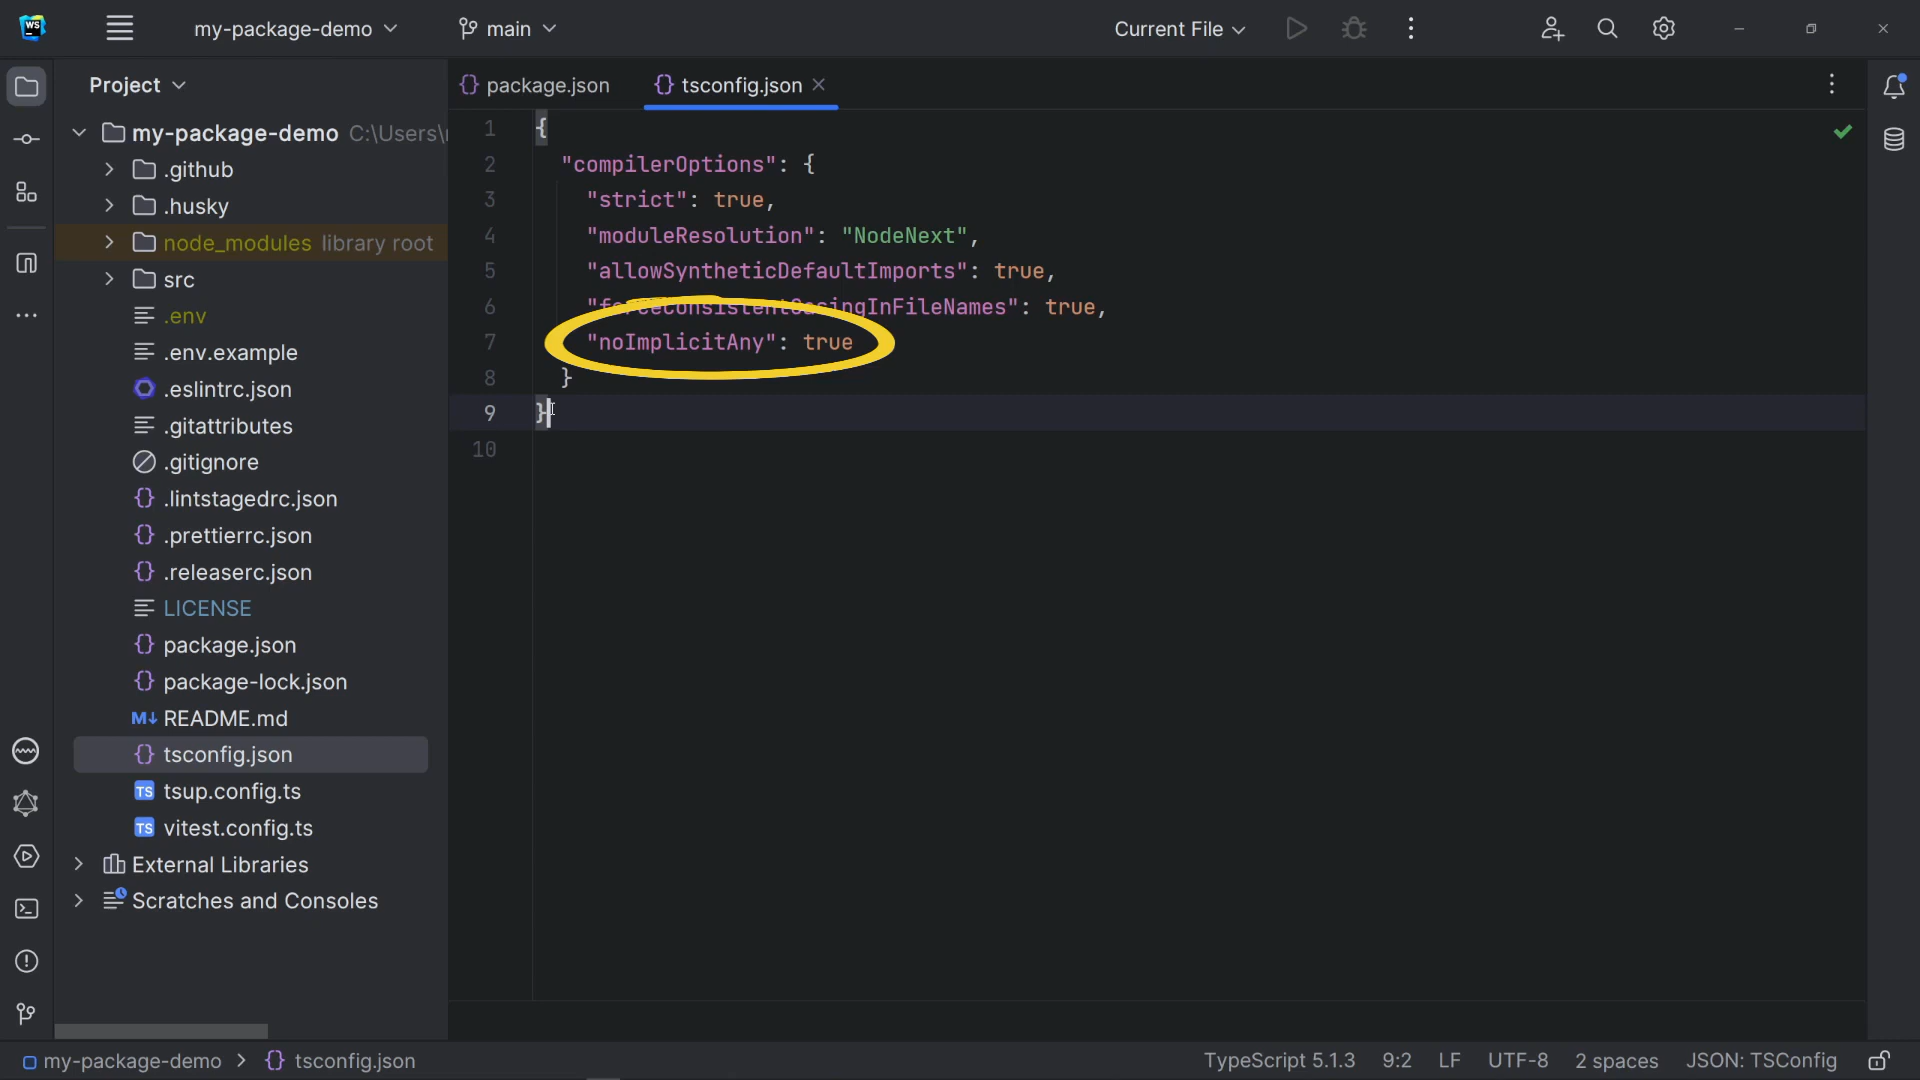 WS
my-package-demo
main
Current File
Project
package.json
tsconfig.json
my-package-demo C:\Users\
.github
.husky
node_modules library root
src
.env
.env.example
.eslintrc.json
.gitattributes
.gitignore
.lintstagedrc.json
.prettierrc.json
.releaserc.json
LICENSE
package.json
package-lock.json
M↓ README.md
tsconfig.json
TS tsup.config.ts
TS vitest.config.ts
External Libraries
Scratches and Consoles
1 {
2 "compilerOptions": {
3 "strict": true,
4 "moduleResolution": "NodeNext",
5 "allowSyntheticDefaultImports": true,
6 "forceConsistentCasingInFileNames": true,
7 "noImplicitAny": true
8 }
9 }
10
my-package-demo > {} tsconfig.json
TypeScript 5.1.3 9:2 LF UTF-8 2 spaces JSON: TSConfig